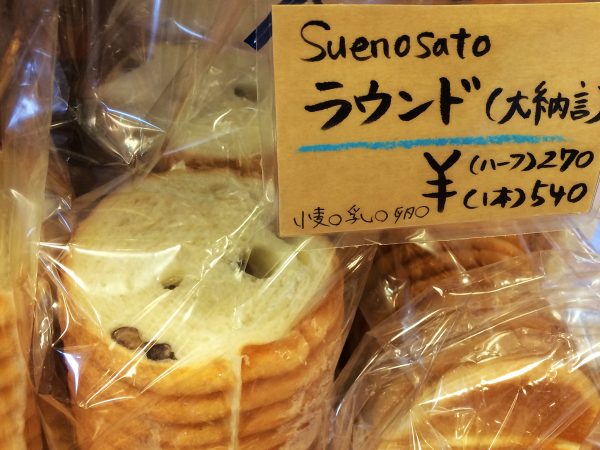 Suenosato
ラウンド(大納言)
¥(ハーフ)270
(1本)540
小麦○乳○卵○